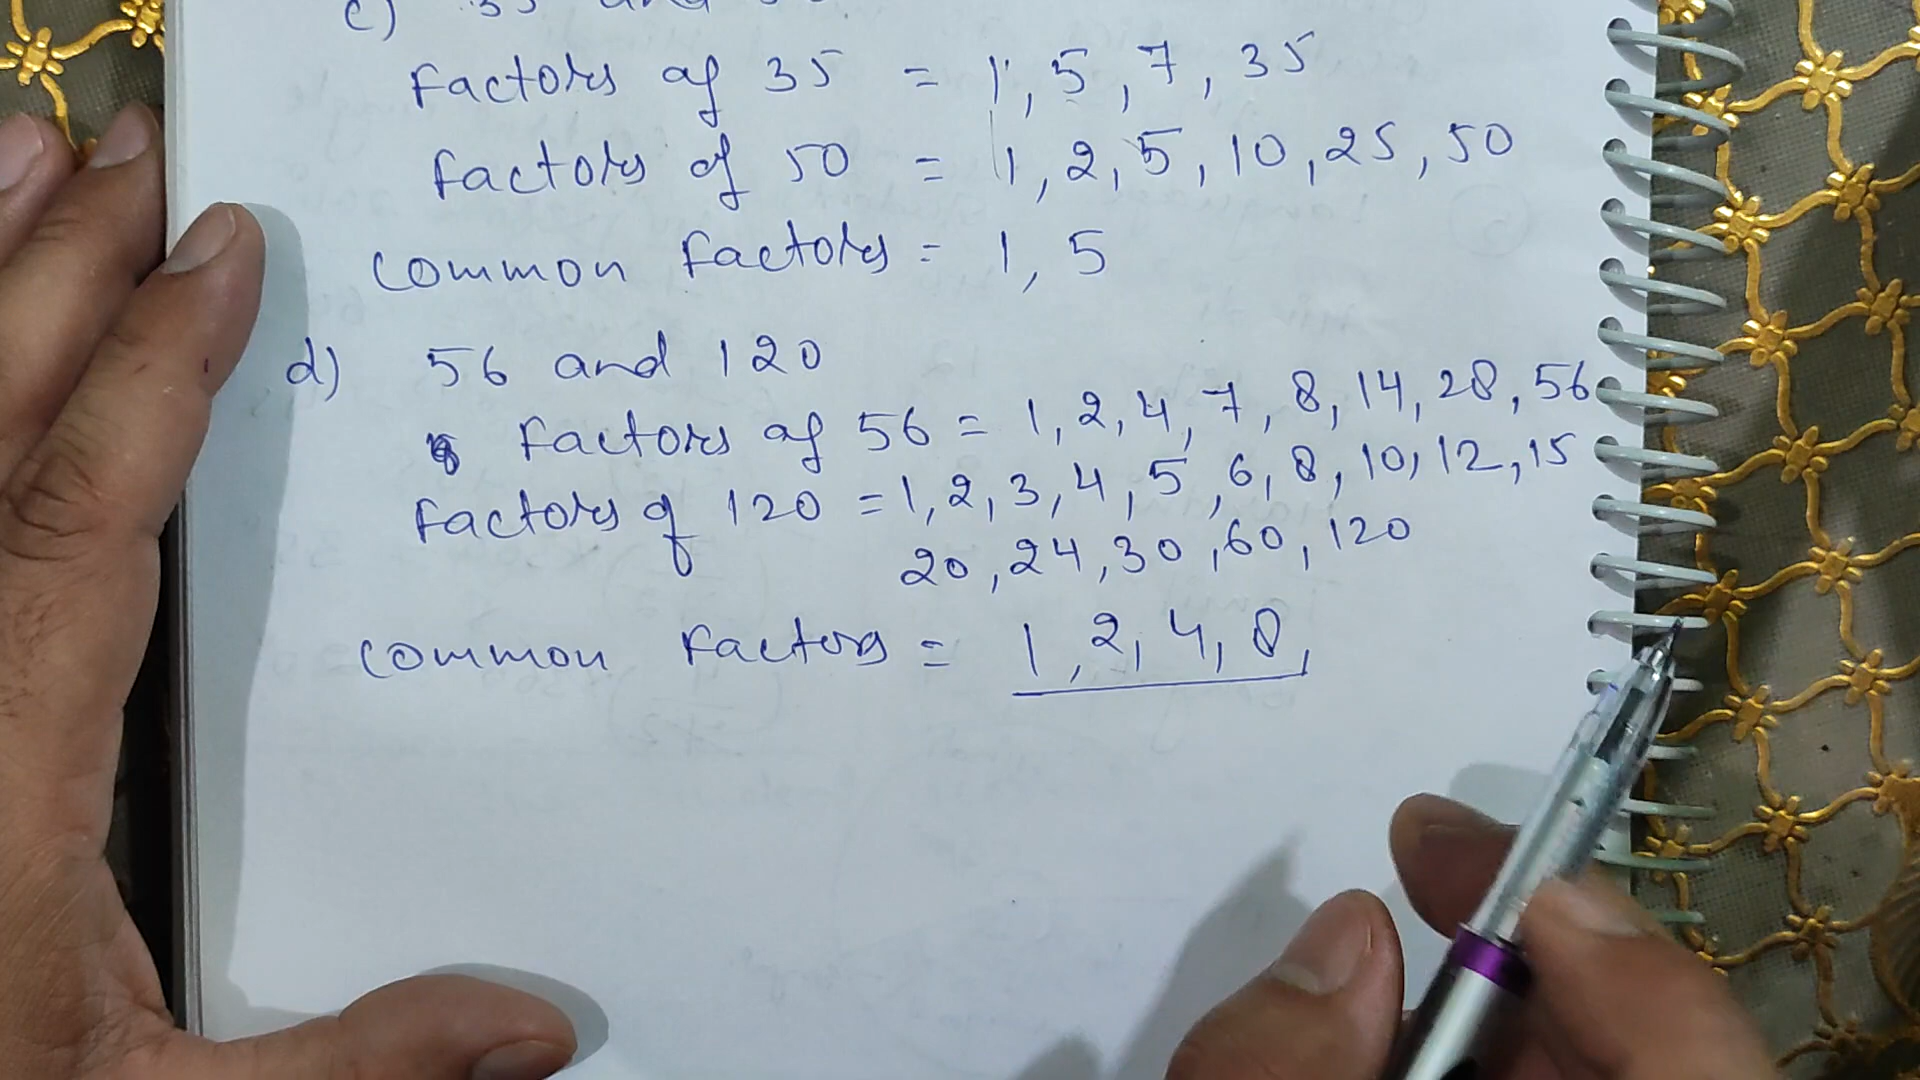 c) 35 and
Factors of 35 = 1, 5, 7, 35
Factors of 50 = 1, 2, 5, 10, 25, 50
Common Factors = 1, 5
d) 56 and 120
Factors of 56 = 1, 2, 4, 7, 8, 14, 28, 56
Factors of 120 = 1, 2, 3, 4, 5, 6, 8, 10, 12, 15
20, 24, 30, 60, 120
Common Factors = 1, 2, 4, 8,